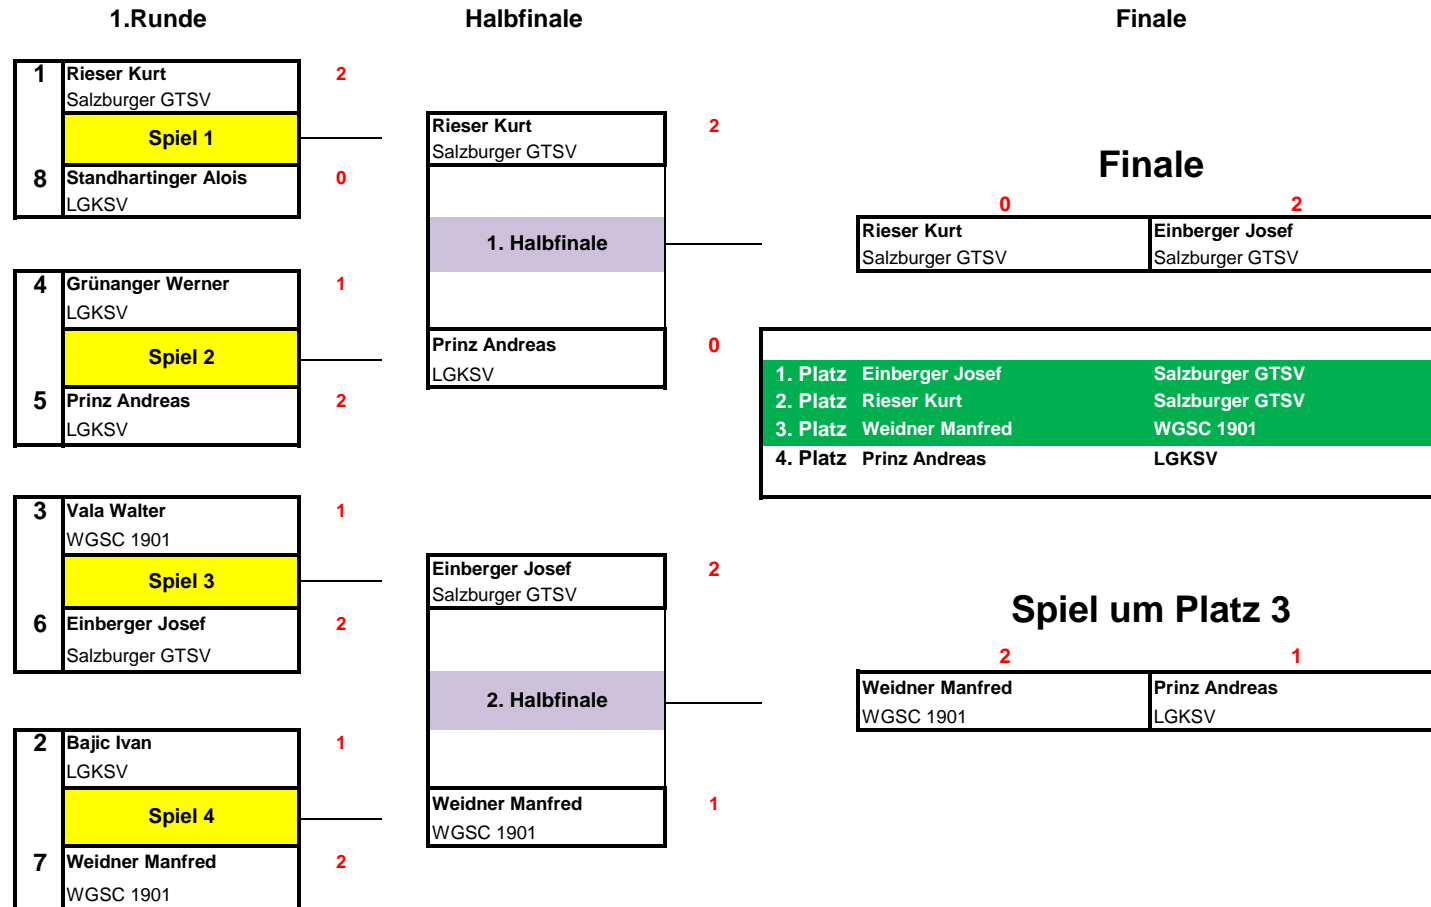 1.Runde
Halbfinale
Finale
1 Rieser Kurt 2
Salzburger GTSV
Spiel 1
8 Standhartinger Alois 0
LGKSV
4 Grünanger Werner 1
LGKSV
Spiel 2
5 Prinz Andreas 2
LGKSV
3 Vala Walter 1
WGSC 1901
Spiel 3
6 Einberger Josef 2
Salzburger GTSV
2 Bajic Ivan 1
LGKSV
Spiel 4
7 Weidner Manfred 2
WGSC 1901
Rieser Kurt 2
Salzburger GTSV
1. Halbfinale
Prinz Andreas 0
LGKSV
Einberger Josef 2
Salzburger GTSV
2. Halbfinale
Weidner Manfred 1
WGSC 1901
Finale
0 2
Rieser Kurt Einberger Josef
Salzburger GTSV Salzburger GTSV
1. Platz Einberger Josef Salzburger GTSV
2. Platz Rieser Kurt Salzburger GTSV
3. Platz Weidner Manfred WGSC 1901
4. Platz Prinz Andreas LGKSV
Spiel um Platz 3
2 1
Weidner Manfred Prinz Andreas
WGSC 1901 LGKSV